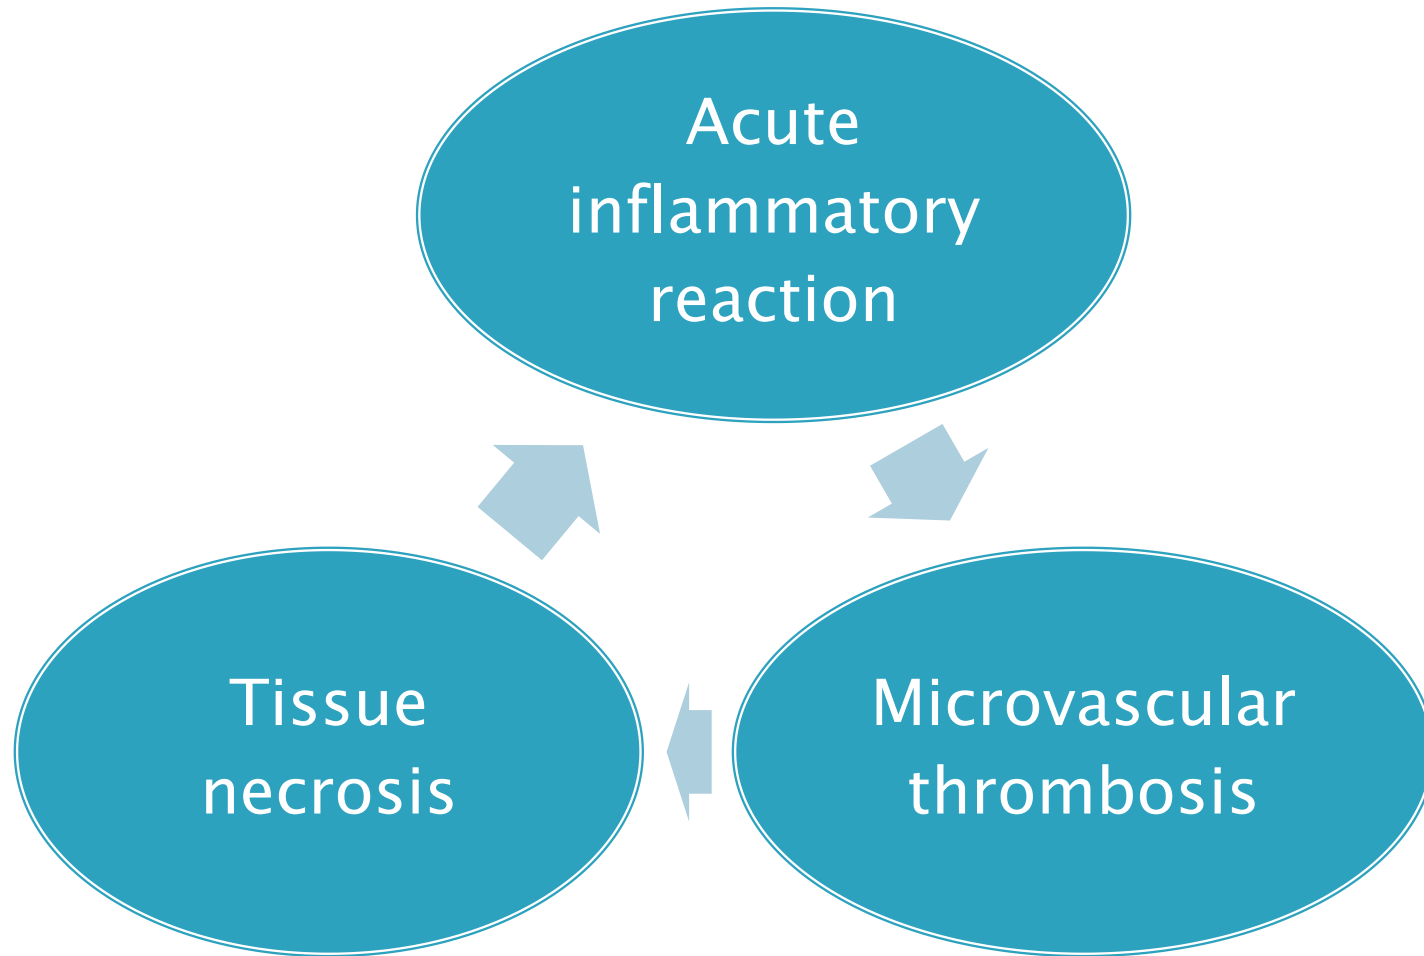 Acute
inflammatory
reaction
Tissue
necrosis
Microvascular
thrombosis